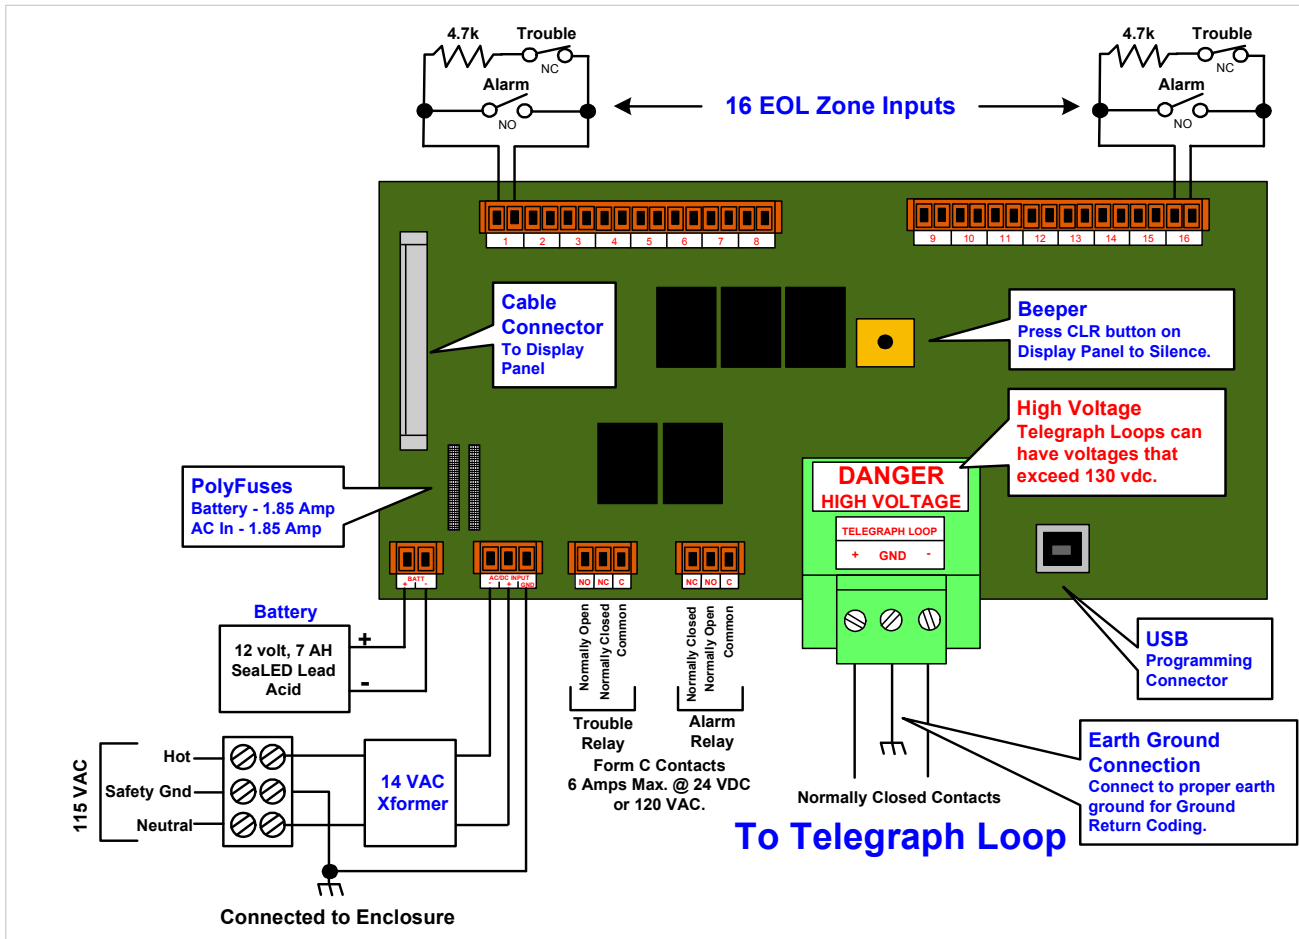 4.7k
Trouble
NC
Alarm
NO
16 EOL Zone Inputs
4.7k
Trouble
NC
Alarm
NO
1 2 3 4 5 6 7 8
9 10 11 12 13 14 15 16
Cable
Connector
To Display
Panel
Beeper
Press CLR button on
Display Panel to Silence.
High Voltage
Telegraph Loops can
have voltages that
exceed 130 vdc.
PolyFuses
Battery - 1.85 Amp
AC In - 1.85 Amp
DANGER
HIGH VOLTAGE
TELEGRAPH LOOP
+ GND -
BATT
+ -
AC/DC INPUT
- + GND
NO NC C
NC NO C
Normally Open
Normally Closed
Common
Normally Closed
Normally Open
Common
Trouble
Relay
Alarm
Relay
Form C Contacts
6 Amps Max. @ 24 VDC
or 120 VAC.
Battery
12 volt, 7 AH
SeaLED Lead
Acid
+
-
USB
Programming
Connector
115 VAC
Hot
Safety Gnd
Neutral
14 VAC
Xformer
Connected to Enclosure
Normally Closed Contacts
To Telegraph Loop
Earth Ground
Connection
Connect to proper earth
ground for Ground
Return Coding.